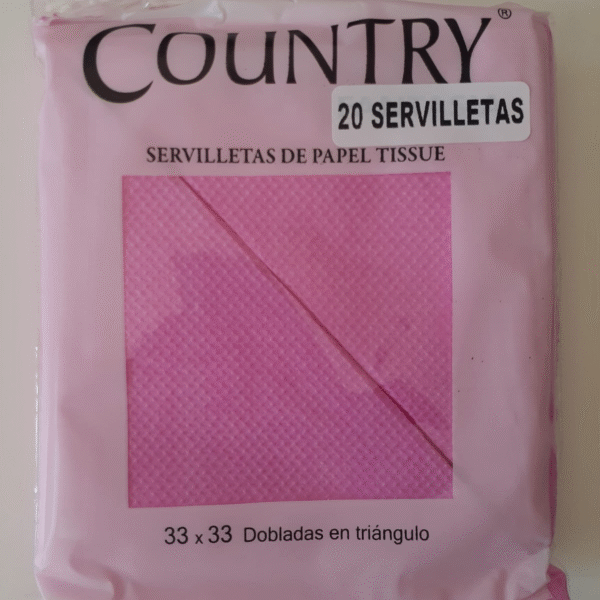 COUNTRY®
20 SERVILLETAS
SERVILLETAS DE PAPEL TISSUE
33 x 33 Dobladas en triángulo